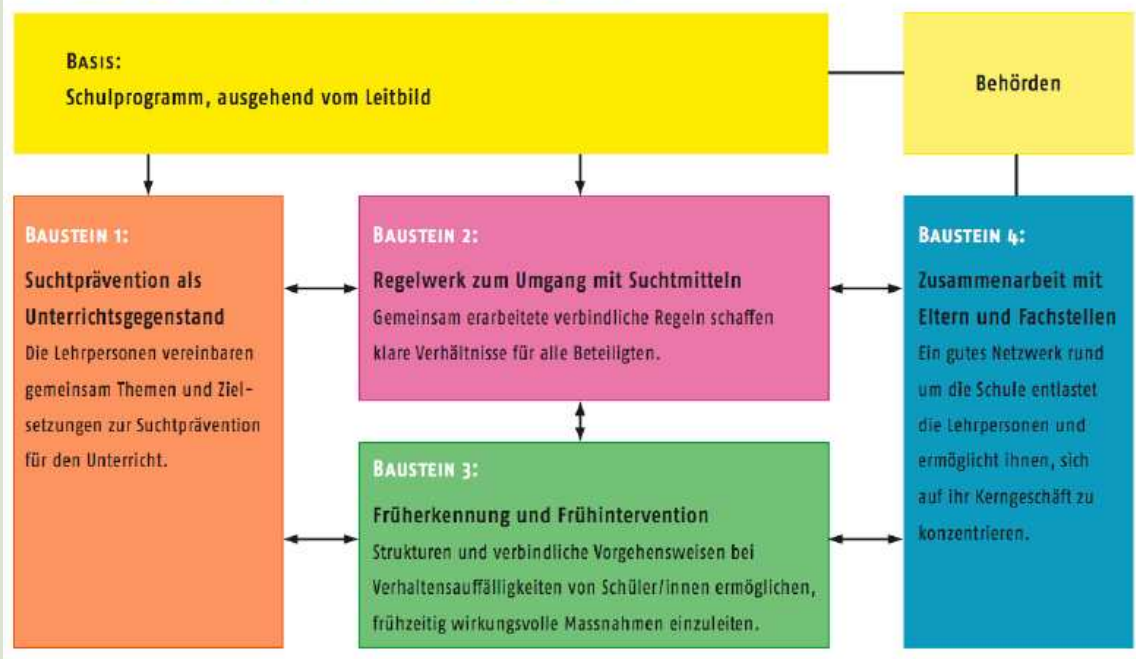 BASIS:
Schulprogramm, ausgehend vom Leitbild
Behörden
BAUSTEIN 1:
Suchtprävention als
Unterrichtsgegenstand
Die Lehrpersonen vereinbaren
gemeinsam Themen und Ziel-
setzungen zur Suchtprävention
für den Unterricht.
BAUSTEIN 2:
Regelwerk zum Umgang mit Suchtmitteln
Gemeinsam erarbeitete verbindliche Regeln schaffen
klare Verhältnisse für alle Beteiligten.
BAUSTEIN 3:
Früherkennung und Frühintervention
Strukturen und verbindliche Vorgehensweisen bei
Verhaltensauffälligkeiten von Schüler/innen ermöglichen,
frühzeitig wirkungsvolle Massnahmen einzuleiten.
BAUSTEIN 4:
Zusammenarbeit mit
Eltern und Fachstellen
Ein gutes Netzwerk rund
um die Schule entlastet
die Lehrpersonen und
ermöglicht ihnen, sich
auf ihr Kerngeschäft zu
konzentrieren.